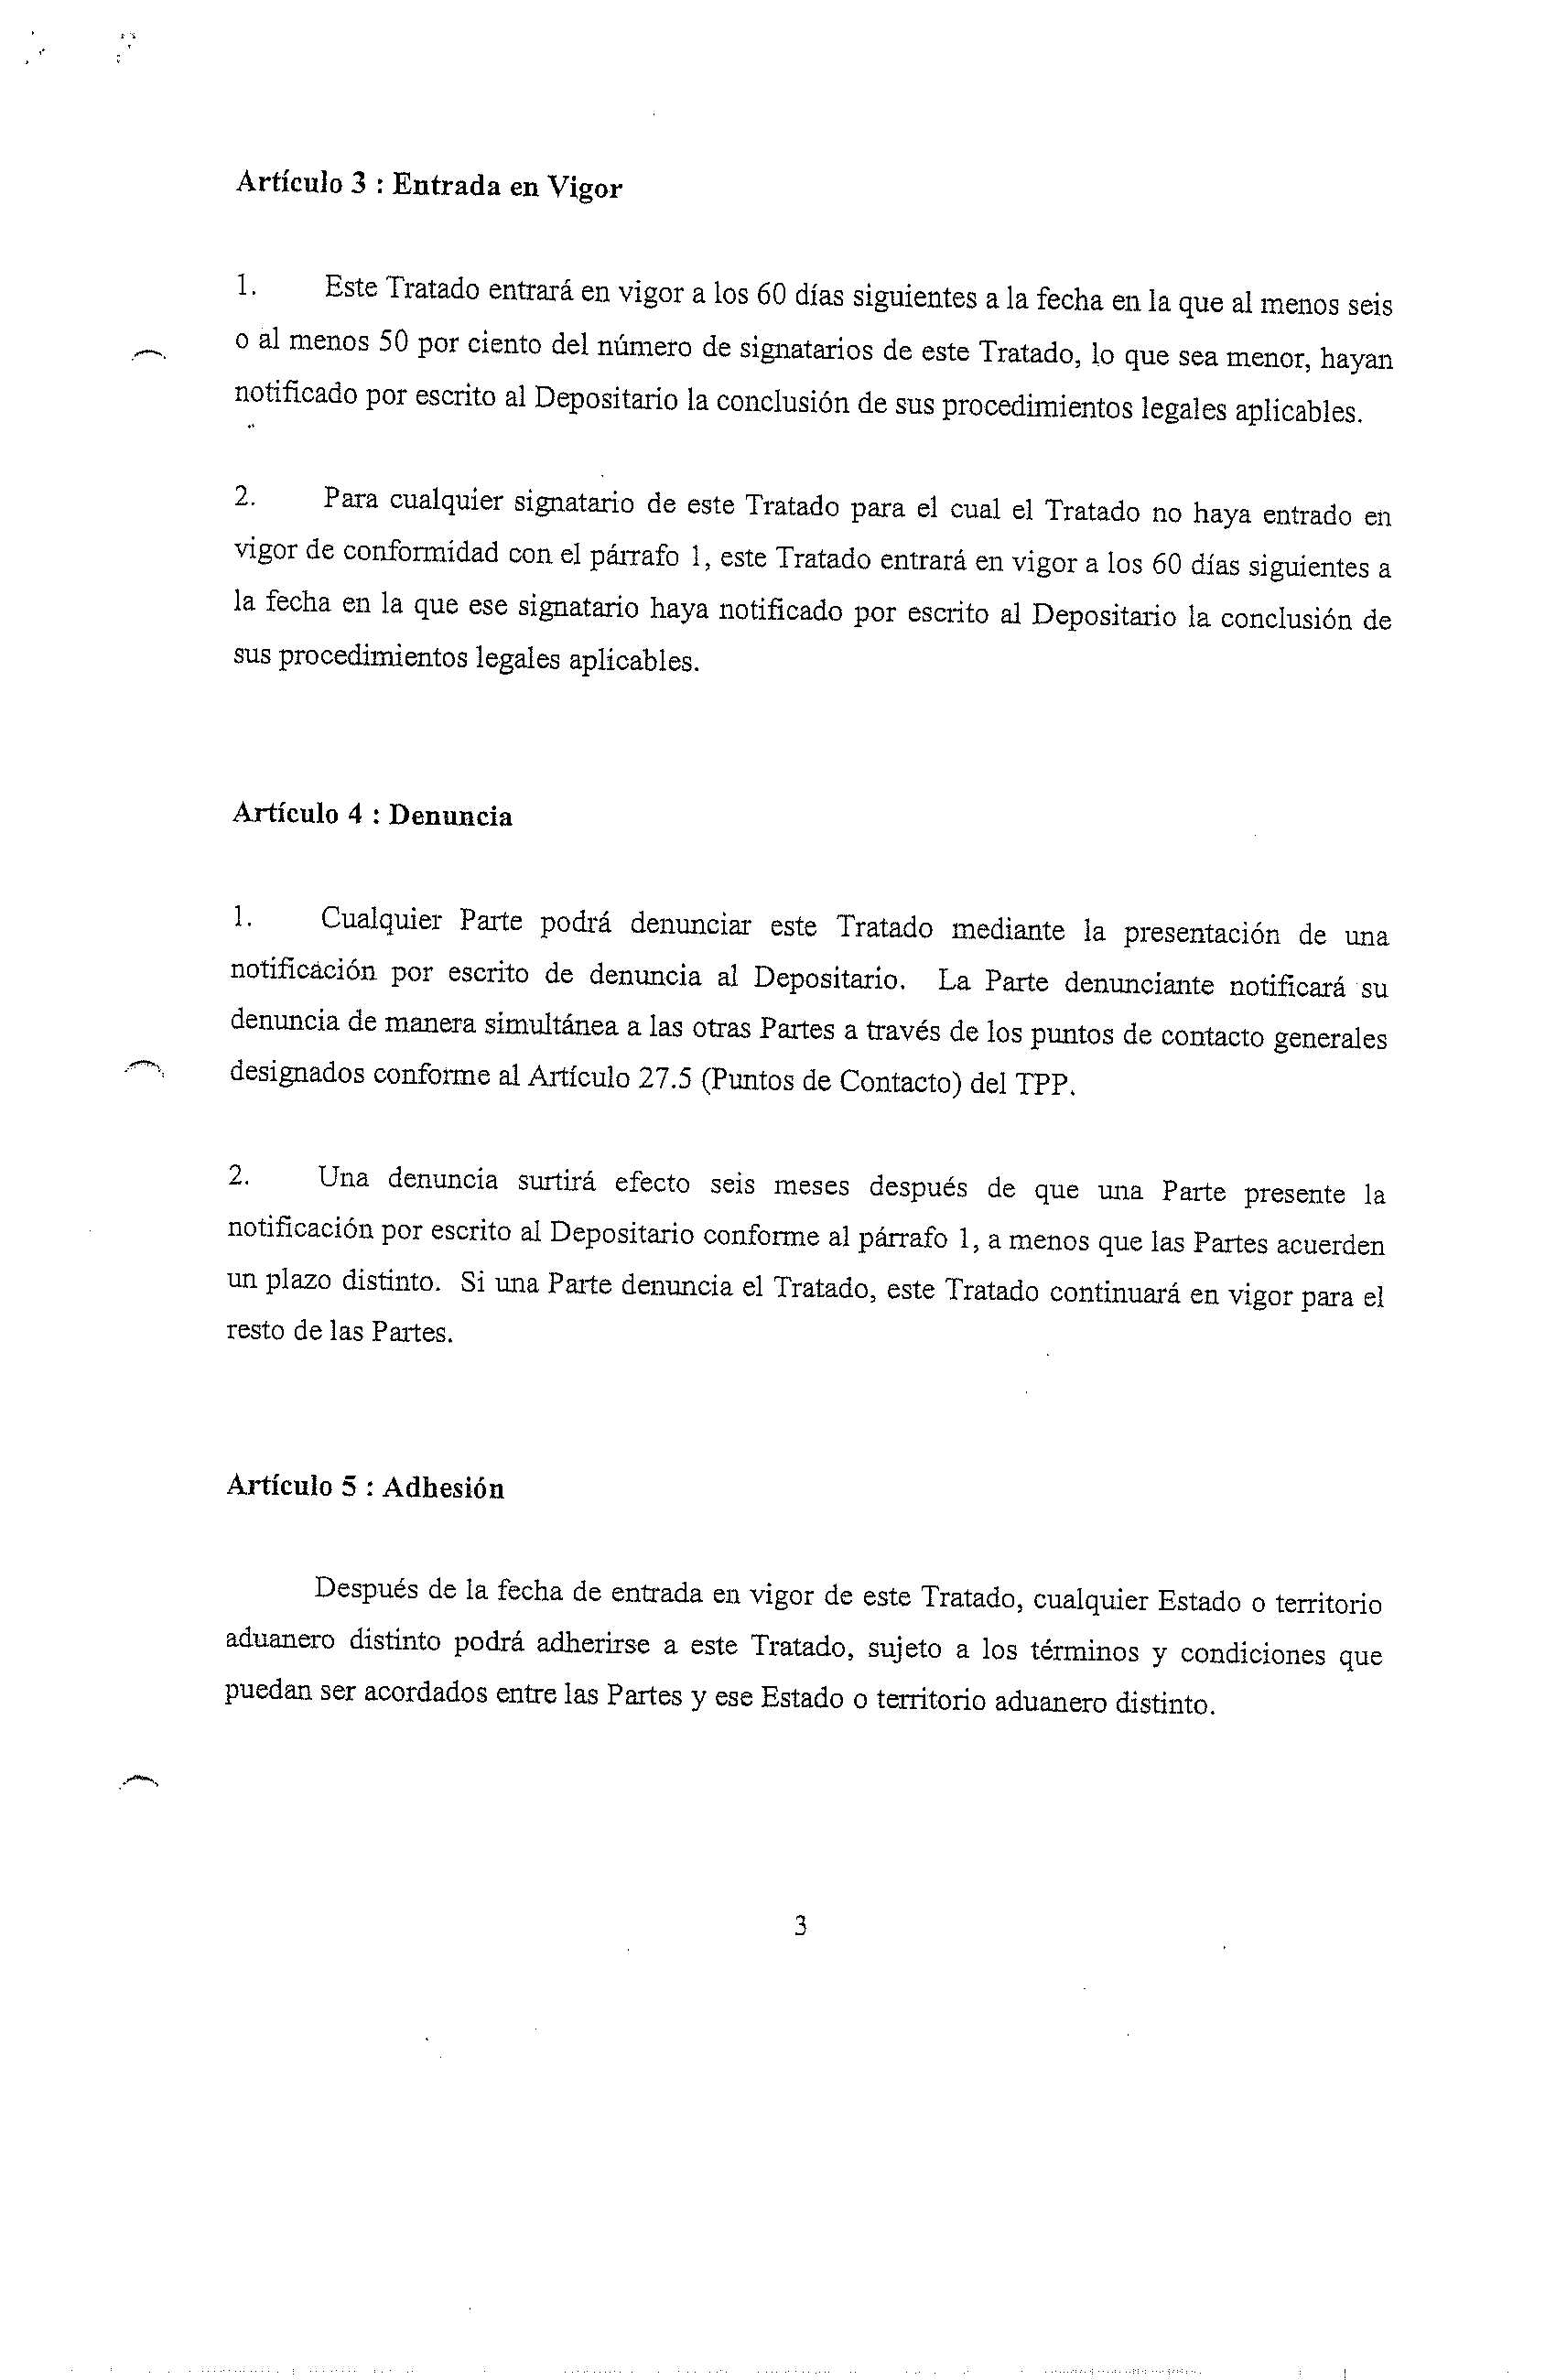 Artículo 3 : Entrada en Vigor
1. Este Tratado entrará en vigor a los 60 días siguientes a la fecha en la que al menos seis
o al menos 50 por ciento del número de signatarios de este Tratado, lo que sea menor, hayan
notificado por escrito al Depositario la conclusión de sus procedimientos legales aplicables.
2. Para cualquier signatario de este Tratado para el cual el Tratado no haya entrado en
vigor de conformidad con el párrafo 1, este Tratado entrará en vigor a los 60 días siguientes a
la fecha en la que ese signatario haya notificado por escrito al Depositario la conclusión de
sus procedimientos legales aplicables.
Artículo 4 : Denuncia
1. Cualquier Parte podrá denunciar este Tratado mediante la presentación de una
notificación por escrito de denuncia al Depositario. La Parte denunciante notificará su
denuncia de manera simultánea a las otras Partes a través de los puntos de contacto generales
designados conforme al Artículo 27.5 (Puntos de Contacto) del TPP.
2. Una denuncia surtirá efecto seis meses después de que una Parte presente la
notificación por escrito al Depositario conforme al párrafo 1, a menos que las Partes acuerden
un plazo distinto. Si una Parte denuncia el Tratado, este Tratado continuará en vigor para el
resto de las Partes.
Artículo 5 : Adhesión
Después de la fecha de entrada en vigor de este Tratado, cualquier Estado o territorio
aduanero distinto podrá adherirse a este Tratado, sujeto a los términos y condiciones que
puedan ser acordados entre las Partes y ese Estado o territorio aduanero distinto.
3